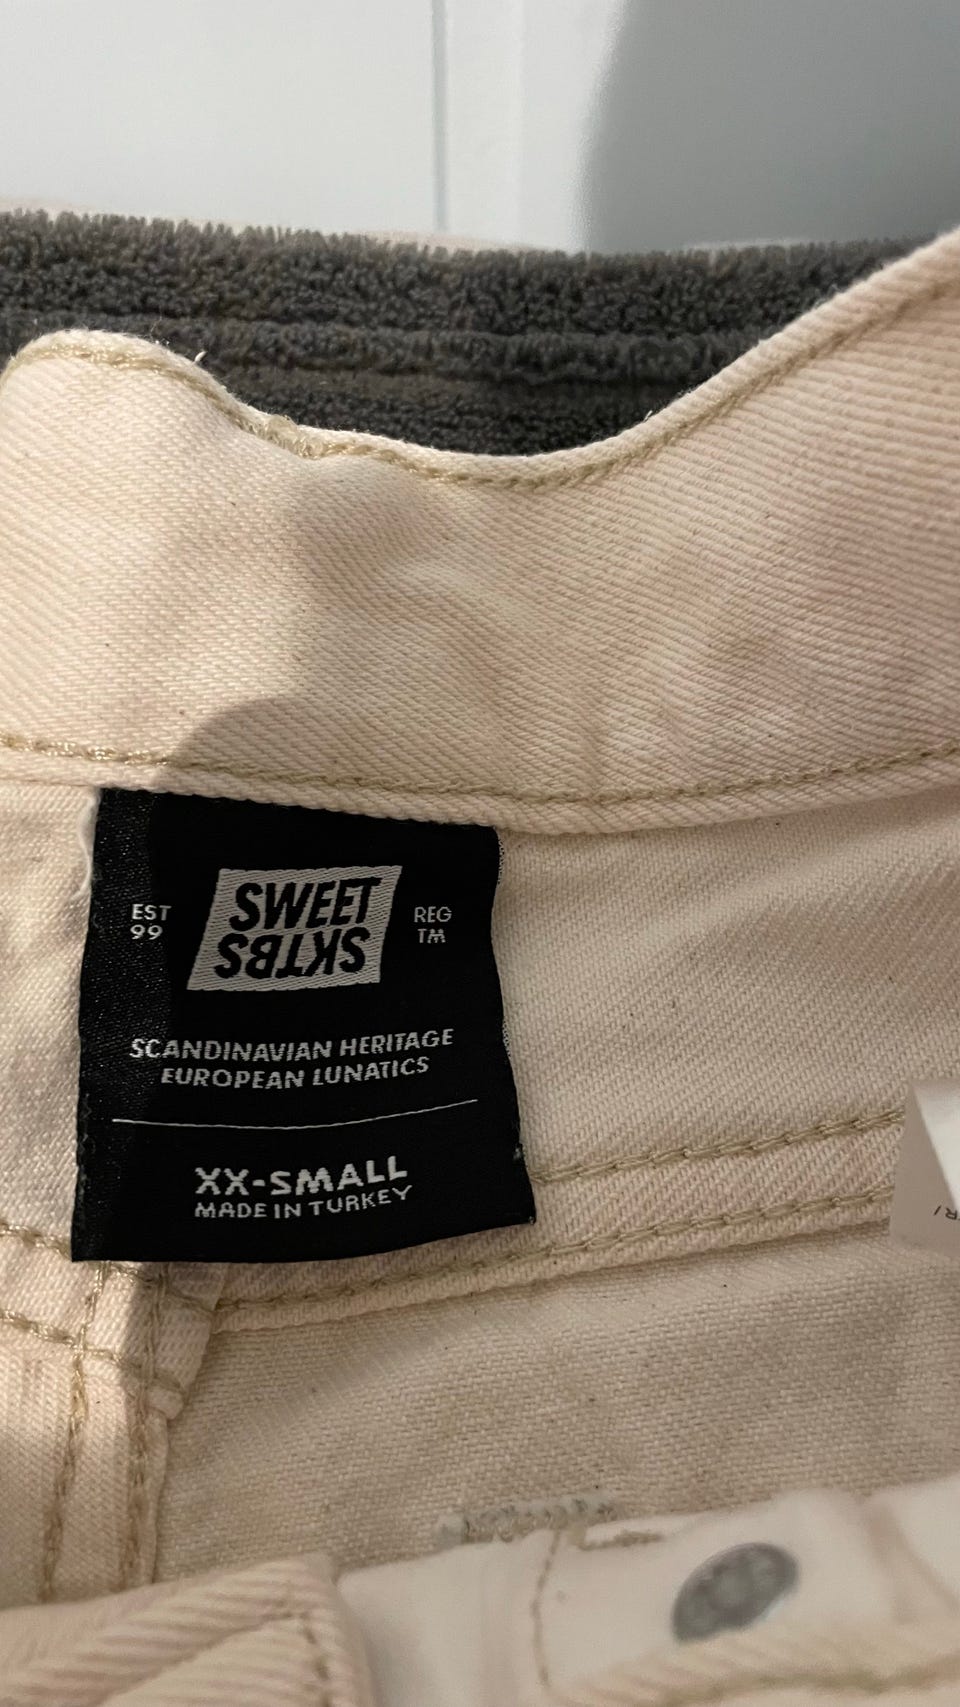 EST
99
SWEET
SKTBS
REG
TM
SCANDINAVIAN HERITAGE
EUROPEAN LUNATICS
XX-SMALL
MADE IN TURKEY